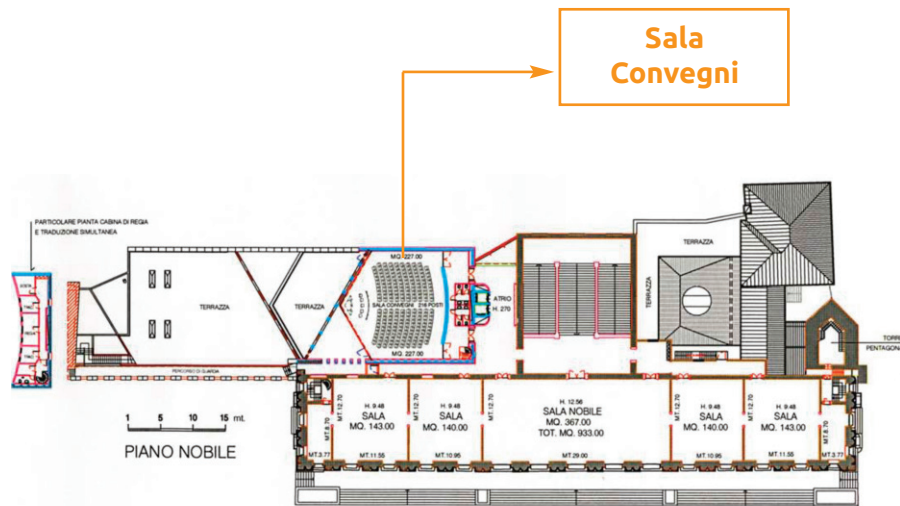 Sala
Convegni
PARTICOLARE PIANTA CABINA DI REGIA
E TRADUZIONE SIMULTANEA
TERRAZZA
TERRAZZA
MQ. 227.00
SALA CONVEGNI 216 POSTI
MQ. 227.00
ATRIO
H. 270
TERRAZZA
TERRAZZA
TORRE
PENTAGONA
PERCORSO DI GUARDIA
1 5 10 15 mt.
PIANO NOBILE
MT. 8.70
MT.3.77
MT. 12.70
H. 9.48
SALA
MQ. 143.00
MT.11.55
MT. 12.70
H. 9.48
SALA
MQ. 140.00
MT.10.95
MT. 12.70
H. 12.56
SALA NOBILE
MQ. 367.00
TOT. MQ. 933.00
MT.29.00
MT. 12.70
H. 9.48
SALA
MQ. 140.00
MT.10.95
MT. 12.70
H. 9.48
SALA
MQ. 143.00
MT.11.55
MT. 12.70
MT. 8.70
MT.3.77